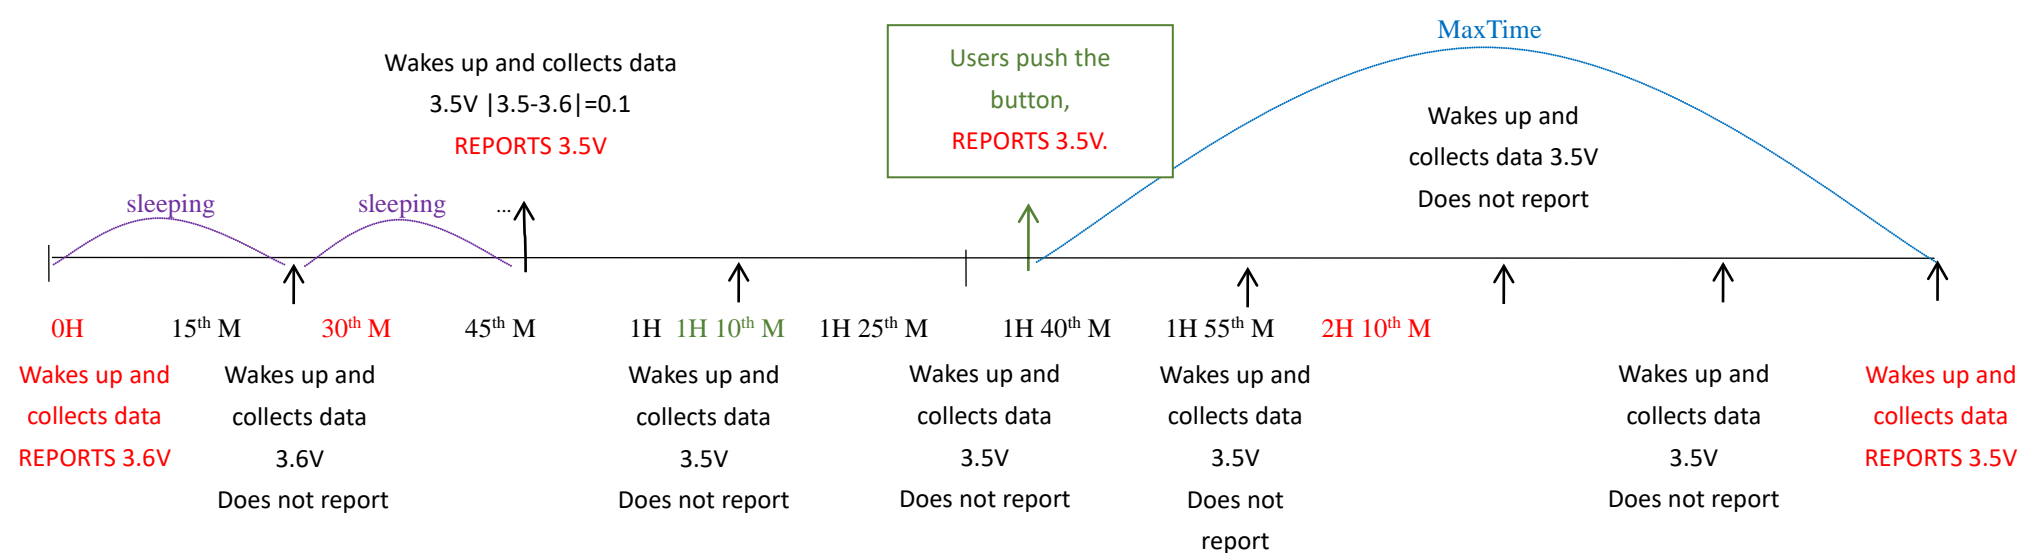 MaxTime
Wakes up and collects data
3.5V |3.5-3.6|=0.1
REPORTS 3.5V
Users push the
button,
REPORTS 3.5V.
Wakes up and
collects data 3.5V
Does not report
sleeping
sleeping
...
0H 15th M 30th M 45th M 1H 1H 10th M 1H 25th M 1H 40th M 1H 55th M 2H 10th M
Wakes up and
collects data
REPORTS 3.6V
Wakes up and
collects data
3.6V
Does not report
Wakes up and
collects data
3.5V
Does not report
Wakes up and
collects data
3.5V
Does not report
Wakes up and
collects data
3.5V
Does not
report
Wakes up and
collects data
3.5V
Does not report
Wakes up and
collects data
REPORTS 3.5V